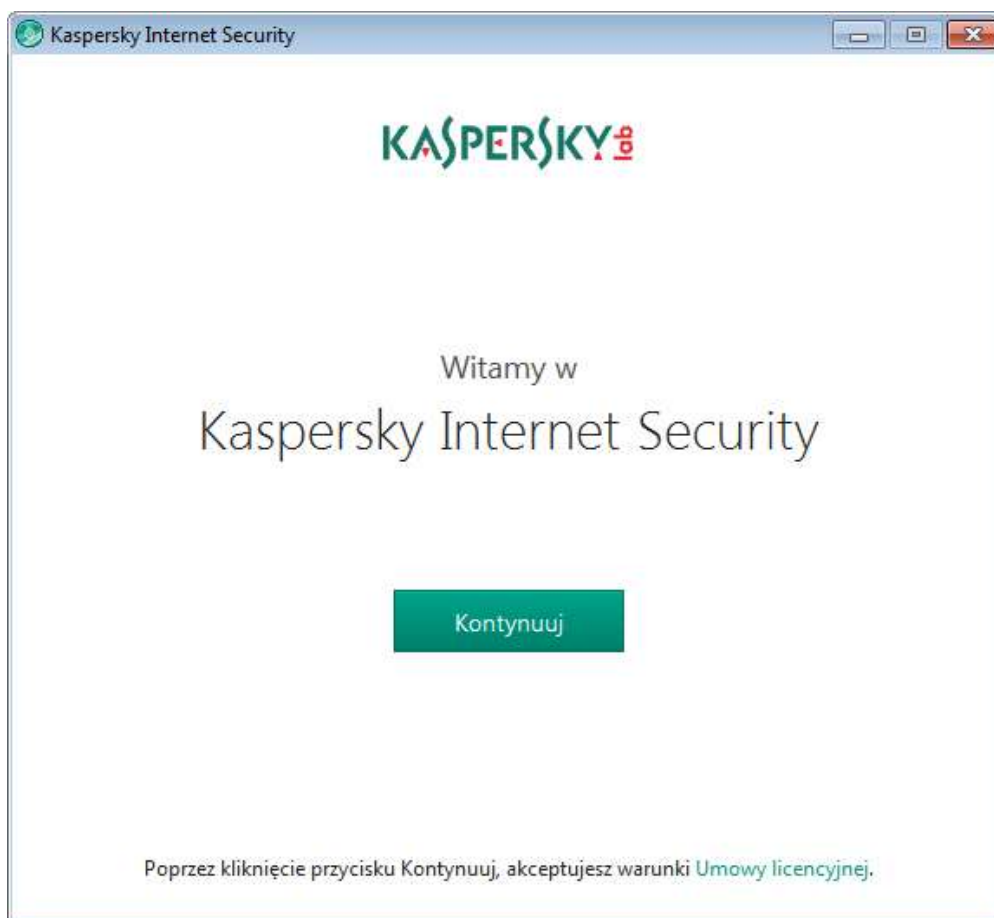 Kaspersky Internet Security
KASPERSKY lab
Witamy w
Kaspersky Internet Security
Kontynuuj
Poprzez kliknięcie przycisku Kontynuuj, akceptujesz warunki Umowy licencyjnej.